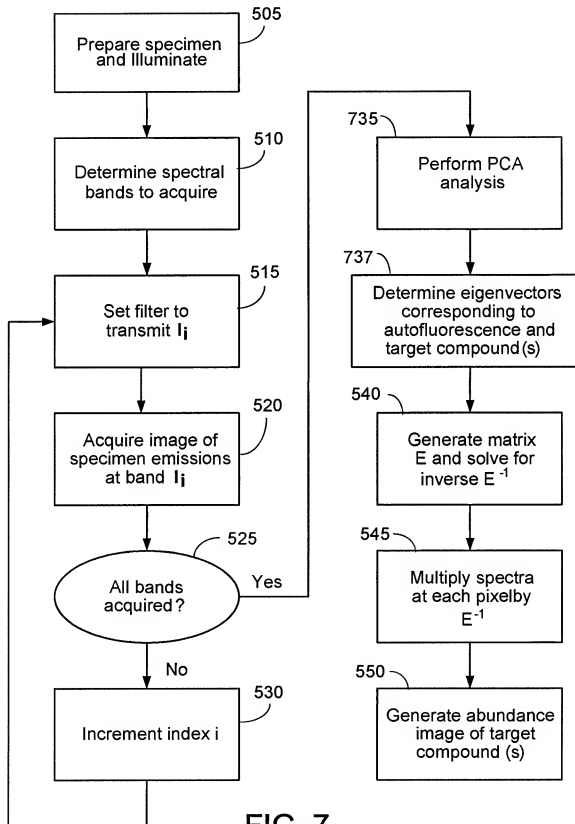 505
Prepare specimen
and Illuminate
510
Determine spectral
bands to acquire
515
Set filter to
transmit Ii
520
Acquire image of
specimen emissions
at band Ii
525
All bands
acquired?
Yes
No
530
Increment index i
735
Perform PCA
analysis
737
Determine eigenvectors
corresponding to
autofluorescence and
target compound(s)
540
Generate matrix
E and solve for
inverse E-1
545
Multiply spectra
at each pixelby
E-1
550
Generate abundance
image of target
compound (s)
FIG. 7